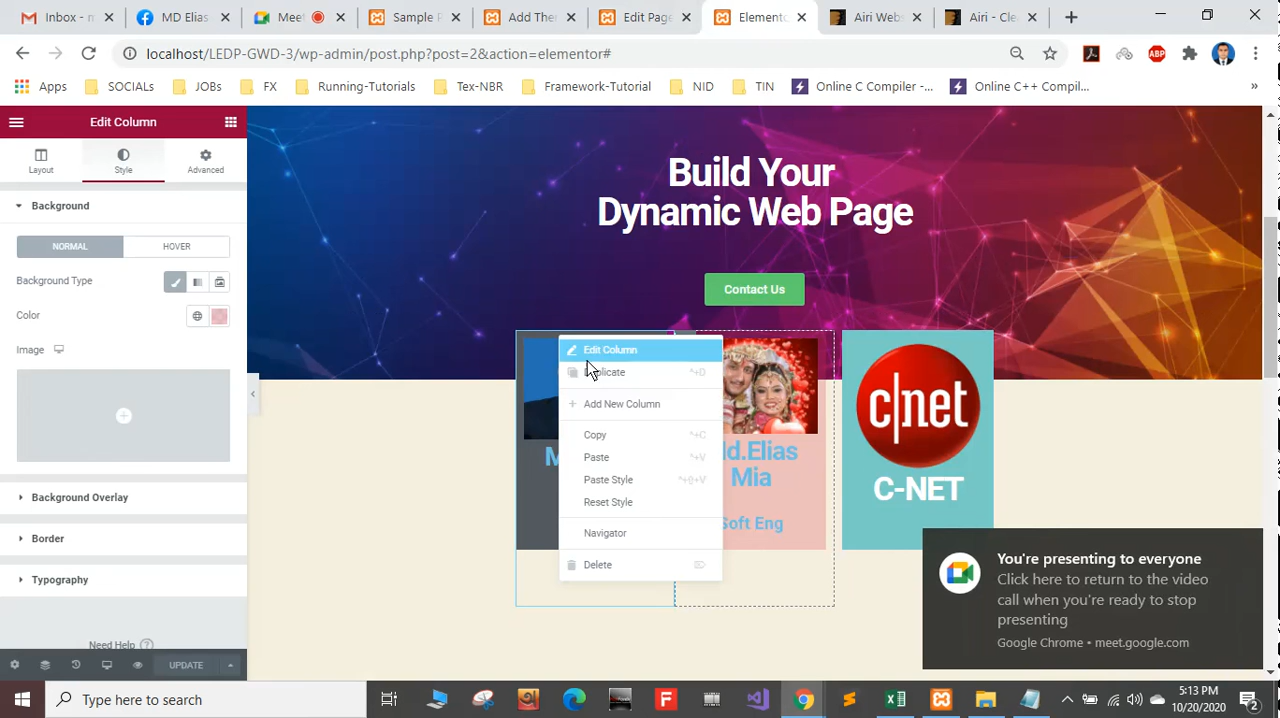 Inbox -
MD Elias
Meet
Sample P
Add The
Edit Page
Elemento
Airi Webs
Airi - Cle
localhost/LEDP-GWD-3/wp-admin/post.php?post=2&action=elementor#
ABP
Apps
SOCIALs
JOBs
FX
Running-Tutorials
Tex-NBR
Framework-Tutorial
NID
TIN
Online C Compiler -...
Online C++ Compil...
»
Edit Column
Layout
Style
Advanced
Background
NORMAL
HOVER
Background Type
Color
Image
Background Overlay
Border
Typography
Need Help
UPDATE
Build Your
Dynamic Web Page
Contact Us
Edit Column
Duplicate ^+D
Add New Column
Copy ^+C
Paste ^+V
Paste Style ^+⇧+V
Reset Style
Navigator
Delete
M
d.Elias
Mia
Soft Eng
c|net
C-NET
You're presenting to everyone
Click here to return to the video
call when you're ready to stop
presenting
Google Chrome • meet.google.com
Type here to search
5:13 PM
10/20/2020
2